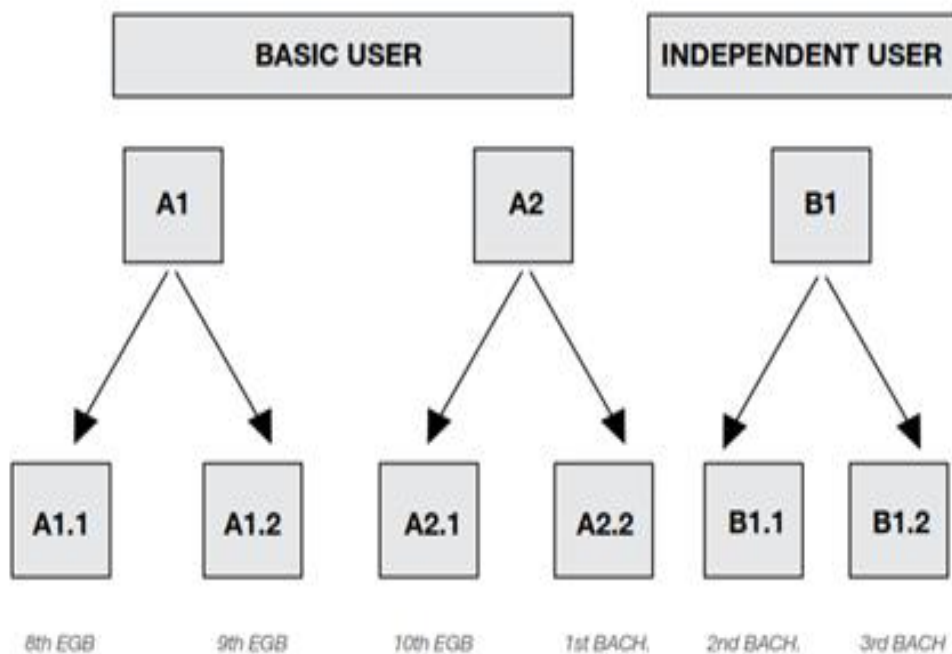 BASIC USER INDEPENDENT USER
A1 A2 B1
A1.1 A1.2 A2.1 A2.2 B1.1 B1.2
8th EGB 9th EGB 10th EGB 1st BACH. 2nd BACH. 3rd BACH